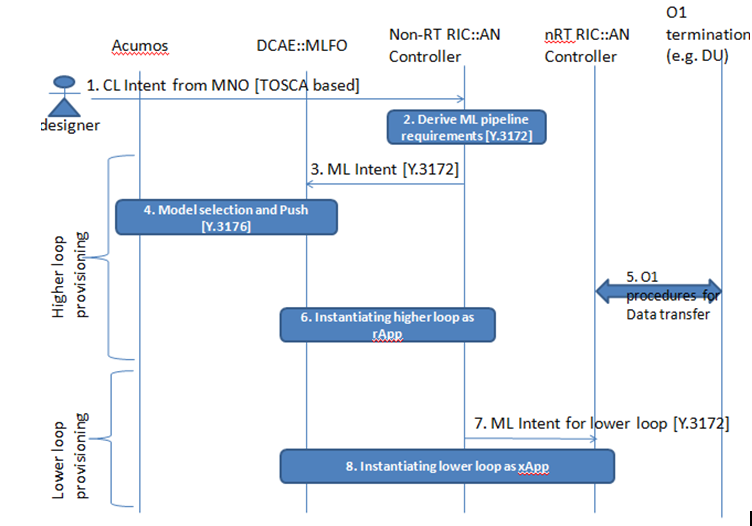 Acumos
DCAE::MLFO
Non-RT RIC::AN
Controller
nRT RIC::AN
Controller
O1
termination
(e.g. DU)
1. CL Intent from MNO [TOSCA based]
designer
2. Derive ML pipeline
requirements [Y.3172]
3. ML Intent [Y.3172]
4. Model selection and Push
[Y.3176]
Higher loop
provisioning
5. O1
procedures for
Data transfer
6. Instantiating higher loop as
rApp
7. ML Intent for lower loop [Y.3172]
Lower loop
provisioning
8. Instantiating lower loop as xApp